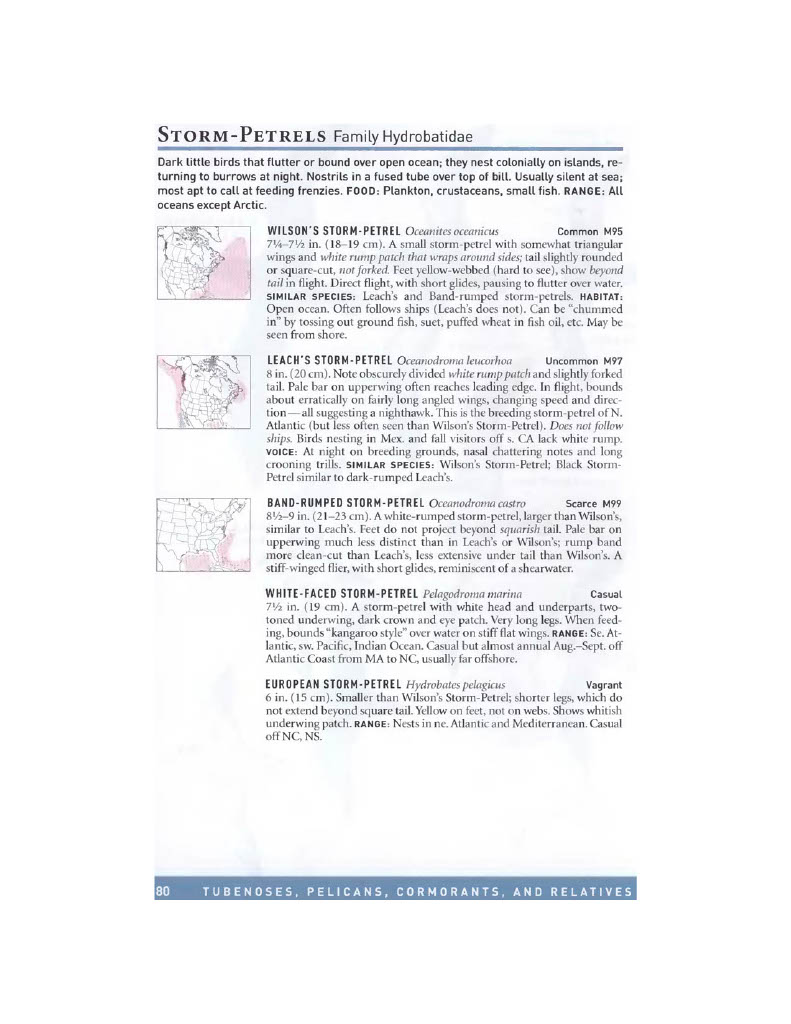 STORM-PETRELS Family Hydrobatidae
Dark little birds that flutter or bound over open ocean; they nest colonially on islands, re-
turning to burrows at night. Nostrils in a fused tube over top of bill. Usually silent at sea;
most apt to call at feeding frenzies. FOOD: Plankton, crustaceans, small fish. RANGE: All
oceans except Arctic.
WILSON'S STORM-PETREL Oceanites oceanicus Common M95
7¼–7½ in. (18–19 cm). A small storm-petrel with somewhat triangular
wings and white rump patch that wraps around sides; tail slightly rounded
or square-cut, not forked. Feet yellow-webbed (hard to see), show beyond
tail in flight. Direct flight, with short glides, pausing to flutter over water.
SIMILAR SPECIES: Leach's and Band-rumped storm-petrels. HABITAT:
Open ocean. Often follows ships (Leach's does not). Can be "chummed
in" by tossing out ground fish, suet, puffed wheat in fish oil, etc. May be
seen from shore.
LEACH'S STORM-PETREL Oceanodroma leucorhoa Uncommon M97
8 in. (20 cm). Note obscurely divided white rump patch and slightly forked
tail. Pale bar on upperwing often reaches leading edge. In flight, bounds
about erratically on fairly long angled wings, changing speed and direc-
tion — all suggesting a nighthawk. This is the breeding storm-petrel of N.
Atlantic (but less often seen than Wilson's Storm-Petrel). Does not follow
ships. Birds nesting in Mex. and fall visitors off s. CA lack white rump.
VOICE: At night on breeding grounds, nasal chattering notes and long
crooning trills. SIMILAR SPECIES: Wilson's Storm-Petrel; Black Storm-
Petrel similar to dark-rumped Leach's.
BAND-RUMPED STORM-PETREL Oceanodroma castro Scarce M99
8½–9 in. (21–23 cm). A white-rumped storm-petrel, larger than Wilson's,
similar to Leach's. Feet do not project beyond squarish tail. Pale bar on
upperwing much less distinct than in Leach's or Wilson's; rump band
more clean-cut than Leach's, less extensive under tail than Wilson's. A
stiff-winged flier, with short glides, reminiscent of a shearwater.
WHITE-FACED STORM-PETREL Pelagodroma marina Casual
7½ in. (19 cm). A storm-petrel with white head and underparts, two-
toned underwing, dark crown and eye patch. Very long legs. When feed-
ing, bounds "kangaroo style" over water on stiff flat wings. RANGE: Se. At-
lantic, sw. Pacific, Indian Ocean. Casual but almost annual Aug.–Sept. off
Atlantic Coast from MA to NC, usually far offshore.
EUROPEAN STORM-PETREL Hydrobates pelagicus Vagrant
6 in. (15 cm). Smaller than Wilson's Storm-Petrel; shorter legs, which do
not extend beyond square tail. Yellow on feet, not on webs. Shows whitish
underwing patch. RANGE: Nests in ne. Atlantic and Mediterranean. Casual
off NC, NS.
80 TUBENOSES, PELICANS, CORMORANTS, AND RELATIVES